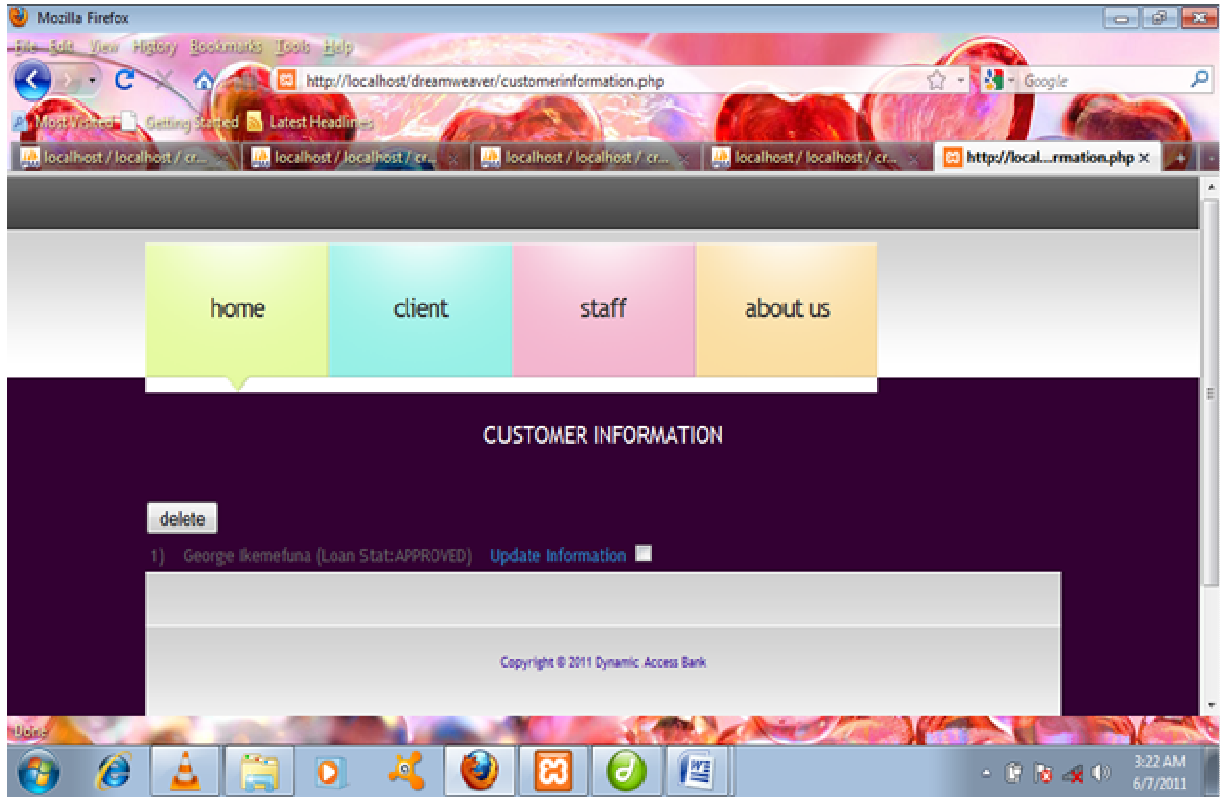 Mozilla Firefox
File Edit View History Bookmarks Tools Help
http://localhost/dreamweaver/customerinformation.php
Google
Most Visited Getting Started Latest Headlines
localhost / localhost / cr... localhost / localhost / cr... localhost / localhost / cr... localhost / localhost / cr... http://local...rmation.php
home client staff about us
CUSTOMER INFORMATION
delete
1) George Ikemefuna (Loan Stat:APPROVED) Update Information
Copyright © 2011 Dynamic Access Bank
Done
3:22 AM
6/7/2011